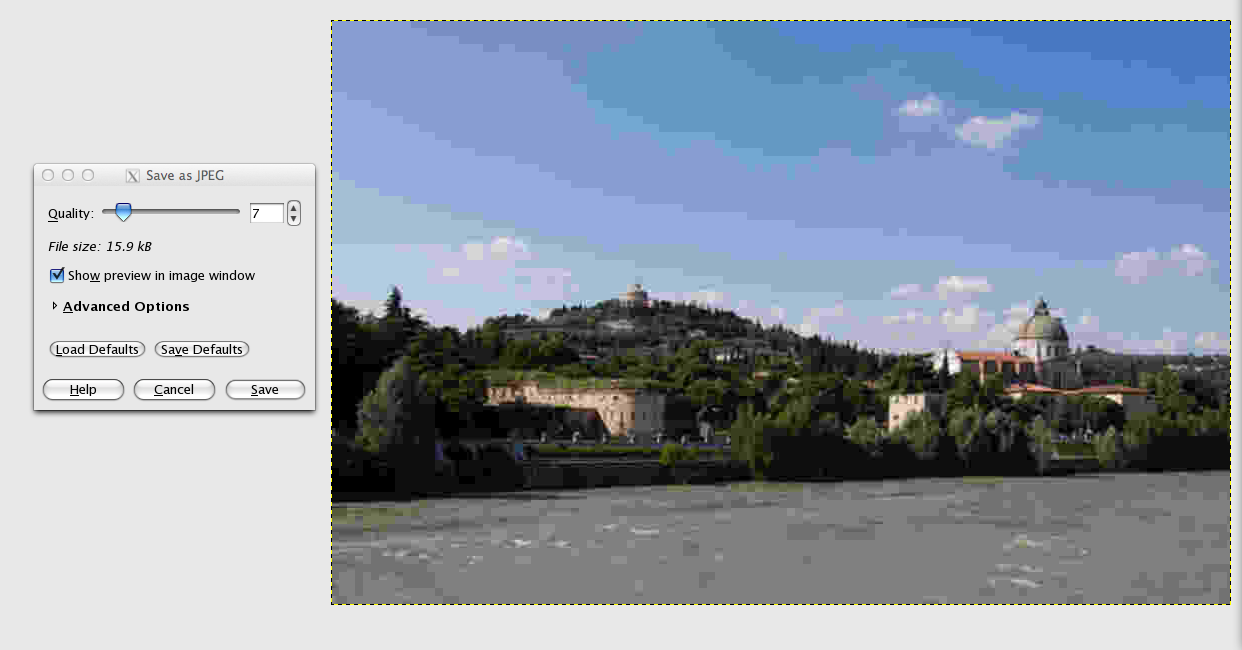 Save as JPEG
Quality: 7
File size: 15.9 kB
Show preview in image window
Advanced Options
Load Defaults Save Defaults
Help Cancel Save